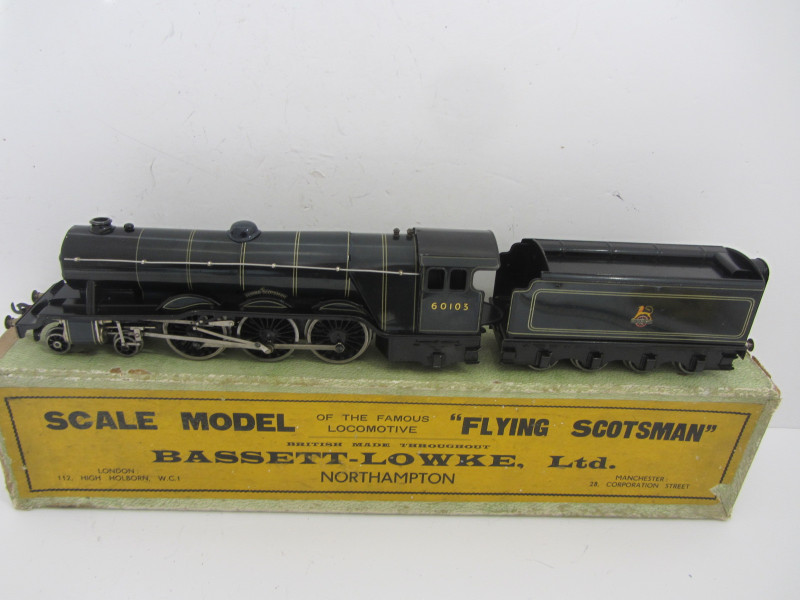 60103
SCALE MODEL OF THE FAMOUS LOCOMOTIVE "FLYING SCOTSMAN"
BRITISH MADE THROUGHOUT
BASSETT-LOWKE, Ltd.
NORTHAMPTON
LONDON
112, HIGH HOLBORN, W.C.1
MANCHESTER:
28, CORPORATION STREET